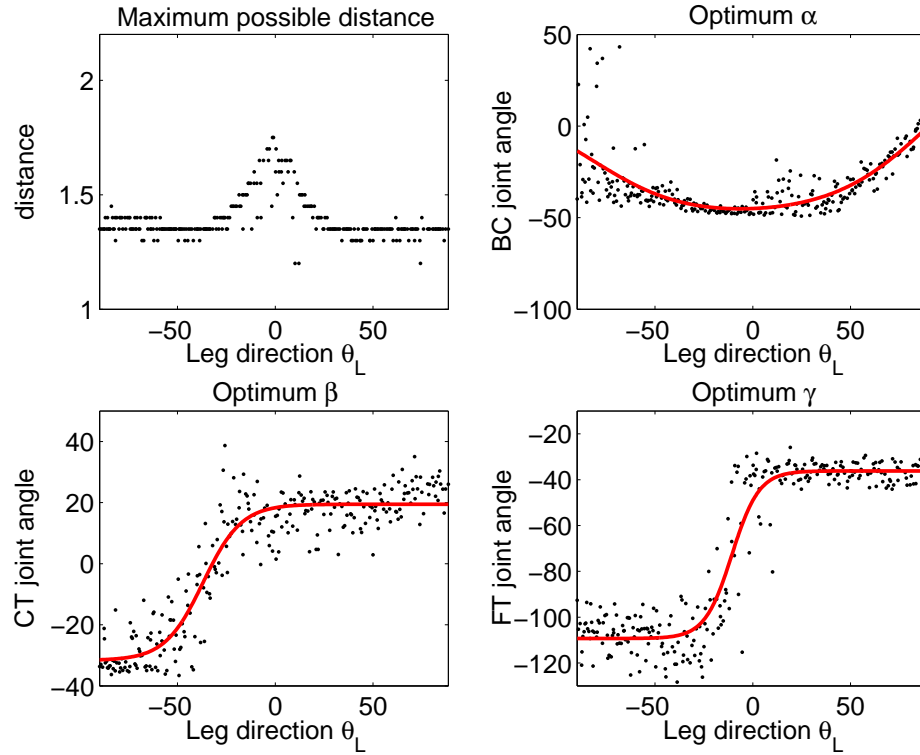 Maximum possible distance
distance
2
1.5
1
−50
0
50
Leg direction θL
Optimum α
BC joint angle
50
0
−50
−100
−50
0
50
Leg direction θL
Optimum β
CT joint angle
40
20
0
−20
−40
−50
0
50
Leg direction θL
Optimum γ
FT joint angle
−20
−40
−60
−80
−100
−120
−50
0
50
Leg direction θL